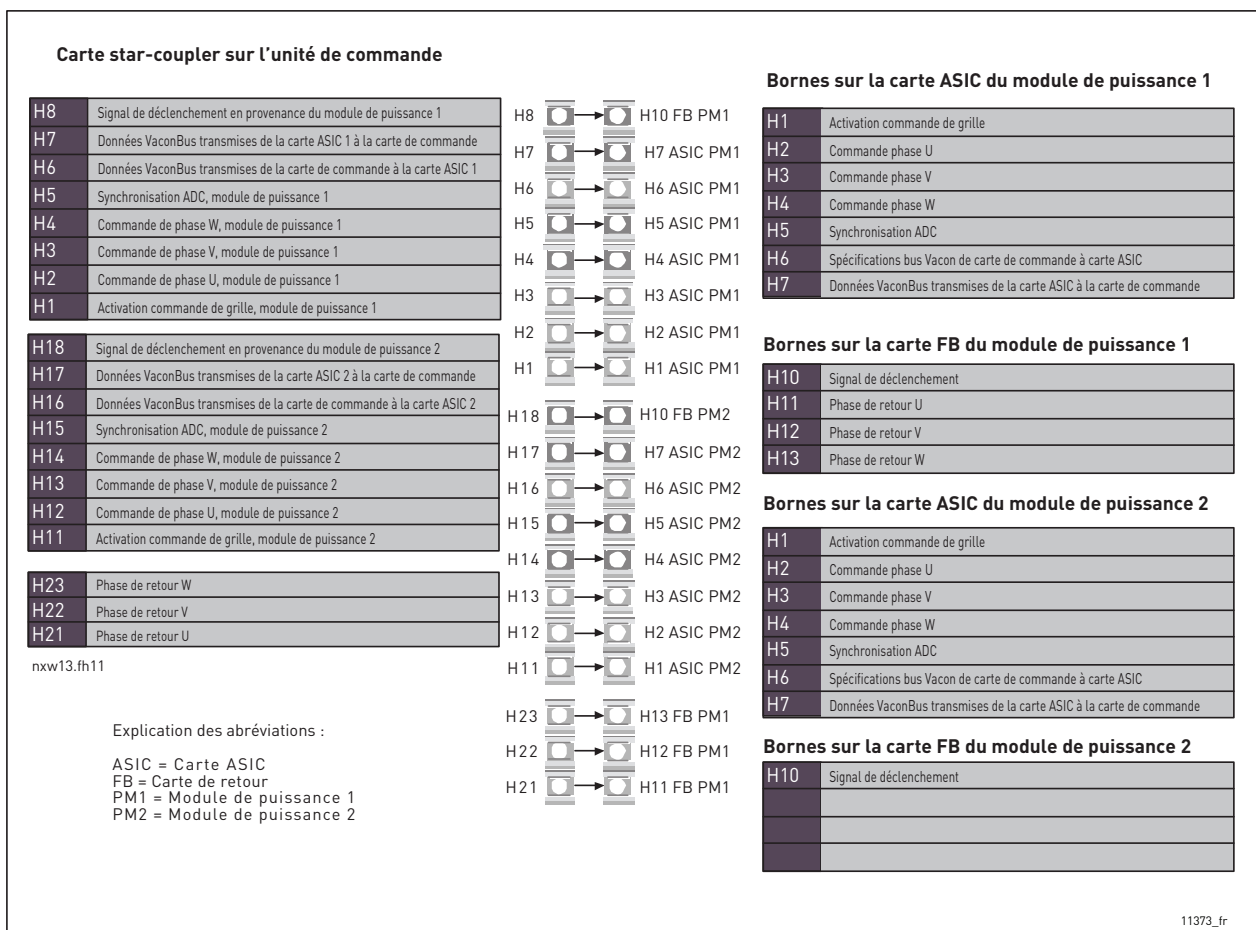 Carte star-coupler sur l'unité de commande
H8 Signal de déclenchement en provenance du module de puissance 1
H7 Données VaconBus transmises de la carte ASIC 1 à la carte de commande
H6 Données VaconBus transmises de la carte de commande à la carte ASIC 1
H5 Synchronisation ADC, module de puissance 1
H4 Commande de phase W, module de puissance 1
H3 Commande de phase V, module de puissance 1
H2 Commande de phase U, module de puissance 1
H1 Activation commande de grille, module de puissance 1
H18 Signal de déclenchement en provenance du module de puissance 2
H17 Données VaconBus transmises de la carte ASIC 2 à la carte de commande
H16 Données VaconBus transmises de la carte de commande à la carte ASIC 2
H15 Synchronisation ADC, module de puissance 2
H14 Commande de phase W, module de puissance 2
H13 Commande de phase V, module de puissance 2
H12 Commande de phase U, module de puissance 2
H11 Activation commande de grille, module de puissance 2
H23 Phase de retour W
H22 Phase de retour V
H21 Phase de retour U
nxw13.fh11
Explication des abréviations :
ASIC = Carte ASIC
FB = Carte de retour
PM1 = Module de puissance 1
PM2 = Module de puissance 2
H8 H10 FB PM1
H7 H7 ASIC PM1
H6 H6 ASIC PM1
H5 H5 ASIC PM1
H4 H4 ASIC PM1
H3 H3 ASIC PM1
H2 H2 ASIC PM1
H1 H1 ASIC PM1
H18 H10 FB PM2
H17 H7 ASIC PM2
H16 H6 ASIC PM2
H15 H5 ASIC PM2
H14 H4 ASIC PM2
H13 H3 ASIC PM2
H12 H2 ASIC PM2
H11 H1 ASIC PM2
H23 H13 FB PM1
H22 H12 FB PM1
H21 H11 FB PM1
Bornes sur la carte ASIC du module de puissance 1
H1 Activation commande de grille
H2 Commande phase U
H3 Commande phase V
H4 Commande phase W
H5 Synchronisation ADC
H6 Spécifications bus Vacon de carte de commande à carte ASIC
H7 Données VaconBus transmises de la carte ASIC à la carte de commande
Bornes sur la carte FB du module de puissance 1
H10 Signal de déclenchement
H11 Phase de retour U
H12 Phase de retour V
H13 Phase de retour W
Bornes sur la carte ASIC du module de puissance 2
H1 Activation commande de grille
H2 Commande phase U
H3 Commande phase V
H4 Commande phase W
H5 Synchronisation ADC
H6 Spécifications bus Vacon de carte de commande à carte ASIC
H7 Données VaconBus transmises de la carte ASIC à la carte de commande
Bornes sur la carte FB du module de puissance 2
H10 Signal de déclenchement
11373_fr